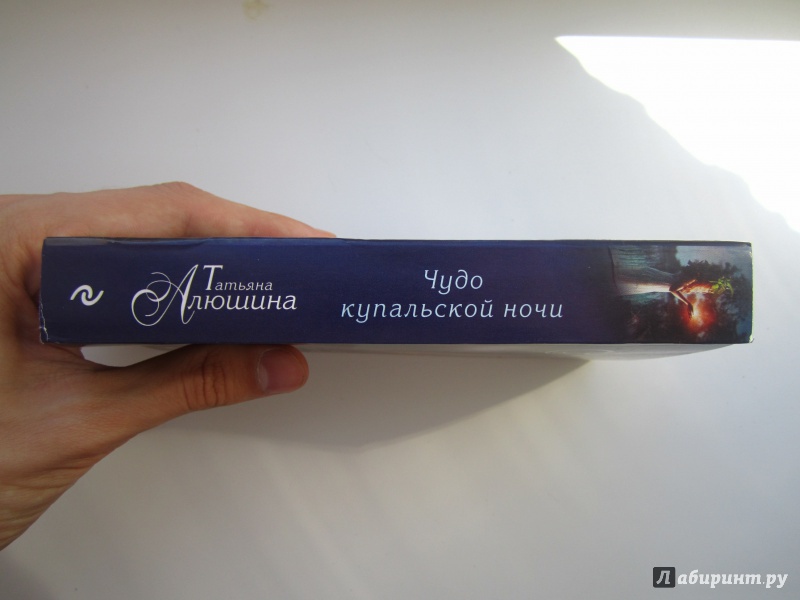 Татьяна
Алюшина
Чудо
купальской ночи
Лабиринт.ру